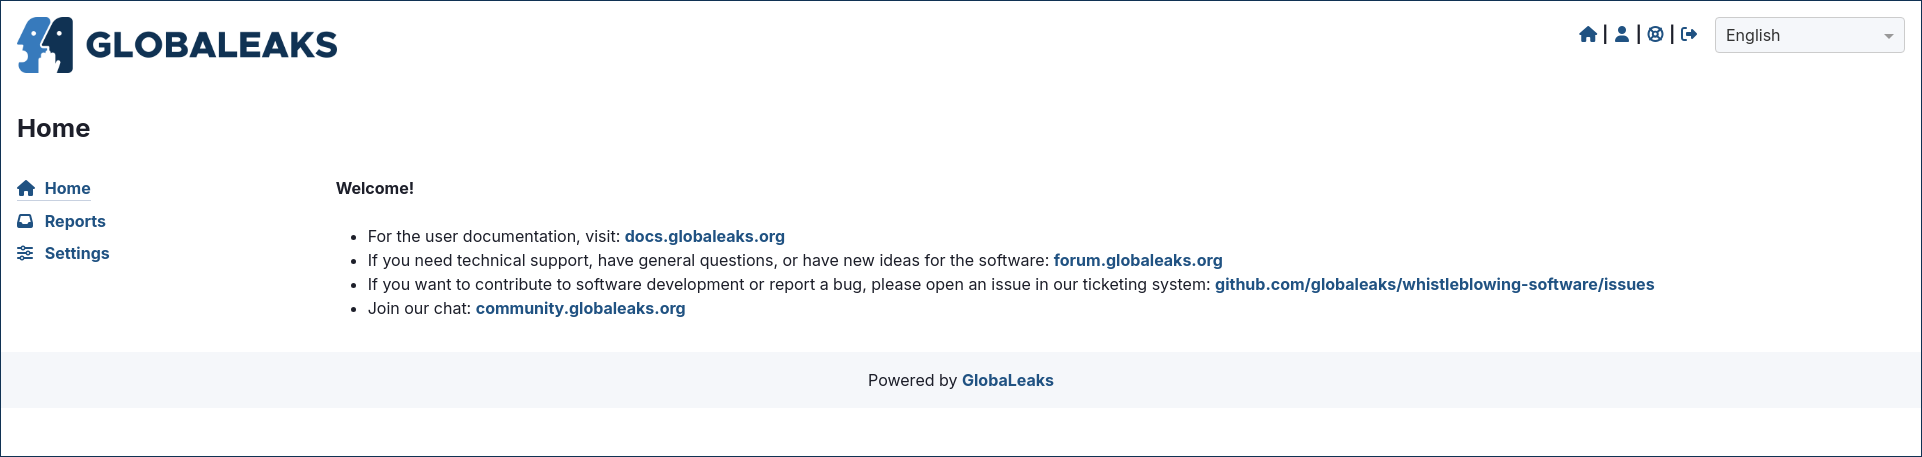 GLOBALEAKS
| | |
English
Home
Home
Reports
Settings
Welcome!
• For the user documentation, visit: docs.globaleaks.org
• If you need technical support, have general questions, or have new ideas for the software: forum.globaleaks.org
• If you want to contribute to software development or report a bug, please open an issue in our ticketing system: github.com/globaleaks/whistleblowing-software/issues
• Join our chat: community.globaleaks.org
Powered by GlobaLeaks